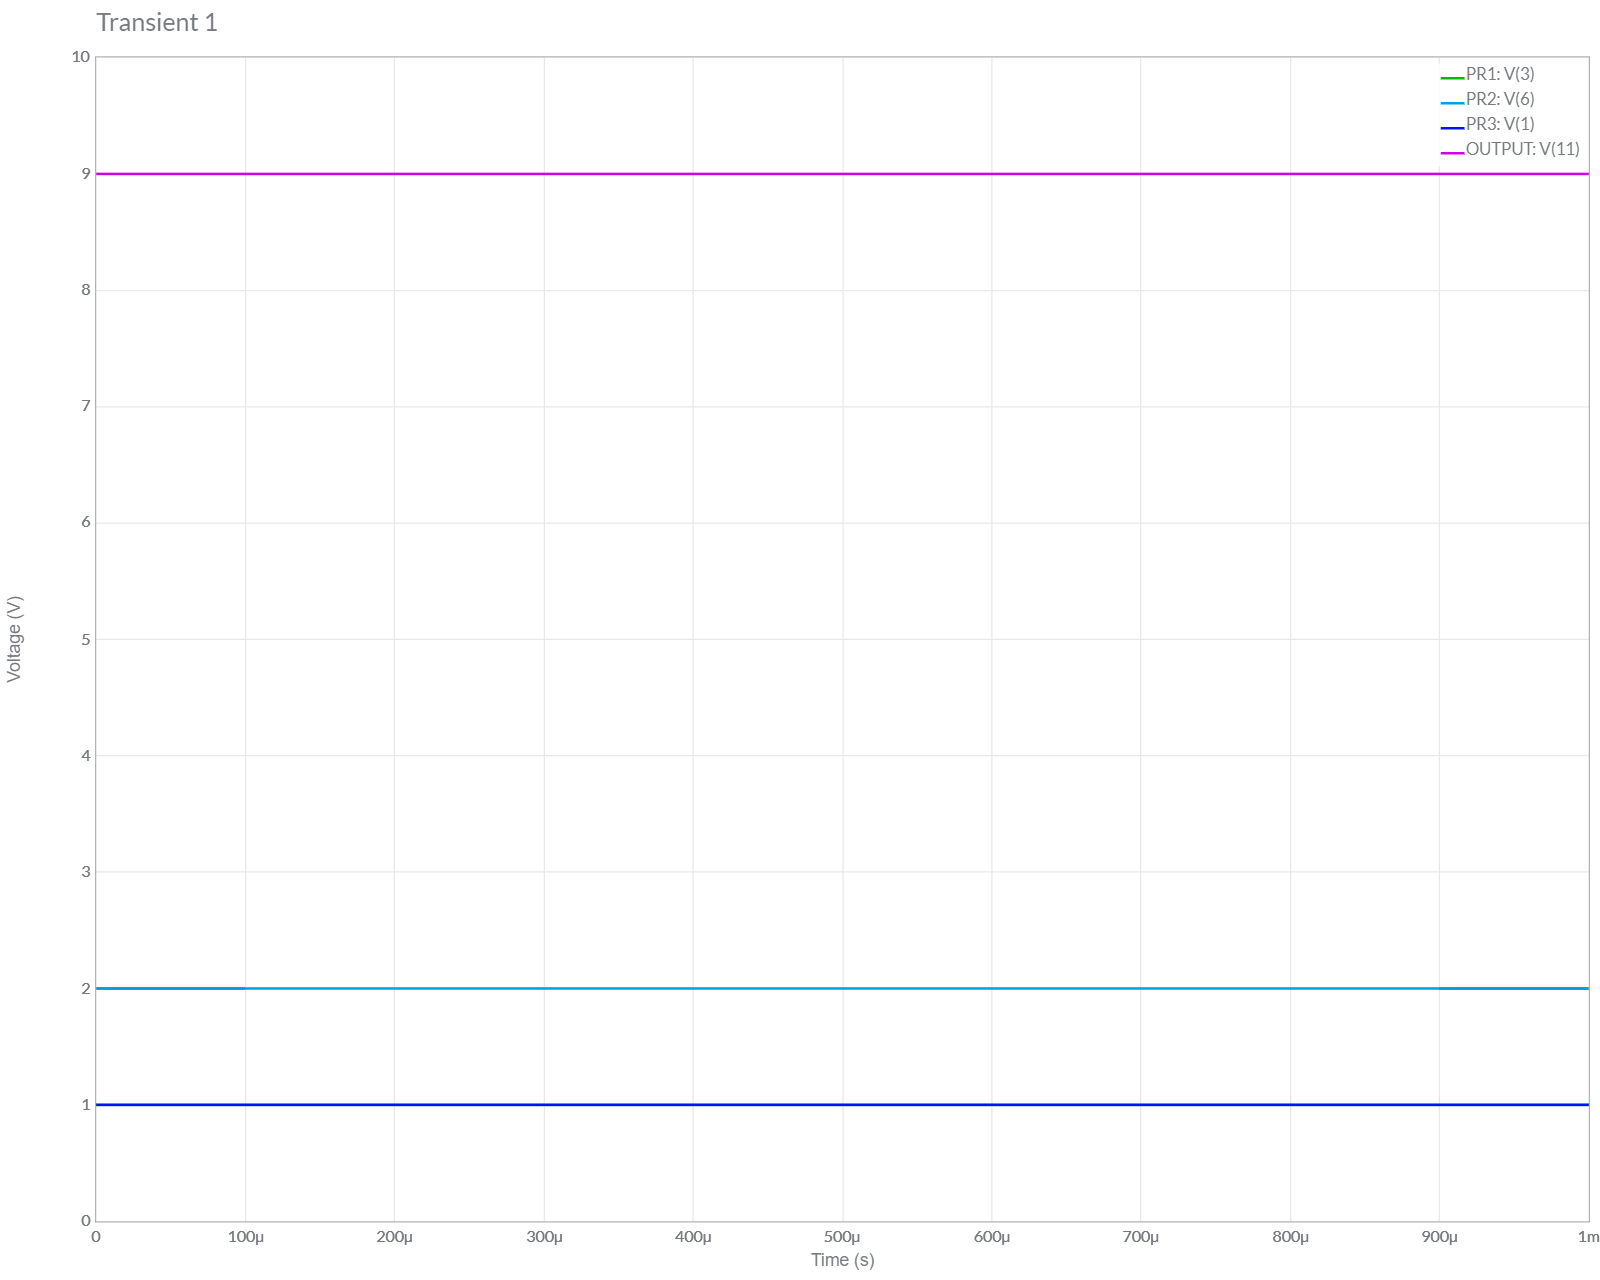 Transient 1
PR1: V(3)
PR2: V(6)
PR3: V(1)
OUTPUT: V(11)
10
9
8
7
6
5
4
3
2
1
0
Voltage (V)
0 100µ 200µ 300µ 400µ 500µ 600µ 700µ 800µ 900µ 1m
Time (s)